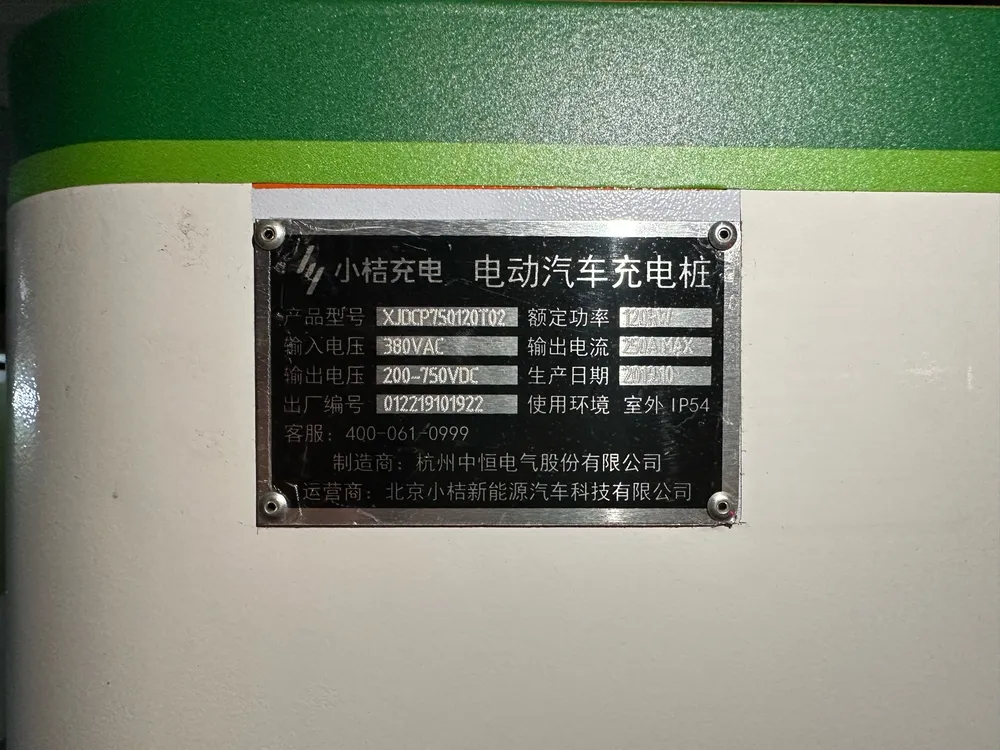 小桔充电 电动汽车充电桩
产品型号 XJDCP750120T02 额定功率 120KW
输入电压 380VAC 输出电流 250A MAX
输出电压 200-750VDC 生产日期 201910
出厂编号 012219101922 使用环境 室外 IP54
客服：400-061-0999
制造商：杭州中恒电气股份有限公司
运营商：北京小桔新能源汽车科技有限公司